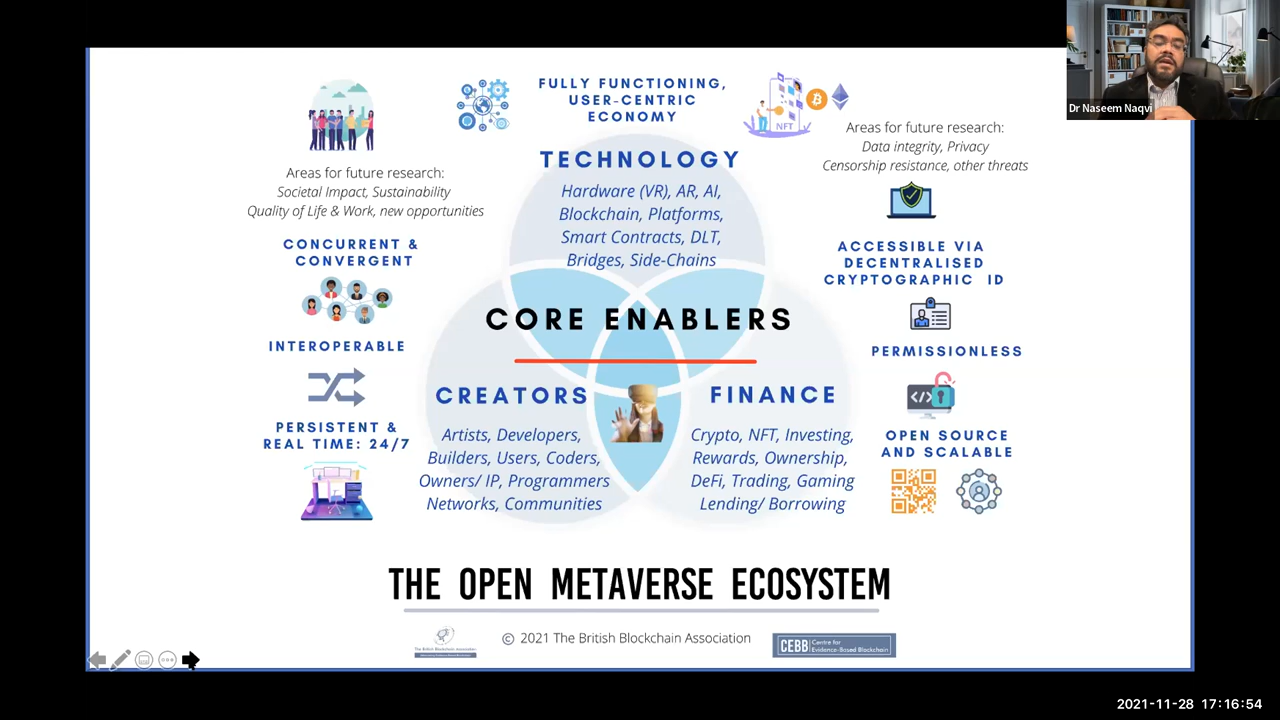 Dr Naseem Naqvi
FULLY FUNCTIONING,
USER-CENTRIC
ECONOMY
NFT
Areas for future research:
Data integrity, Privacy
Censorship resistance, other threats
Areas for future research:
Societal Impact, Sustainability
Quality of Life & Work, new opportunities
TECHNOLOGY
Hardware (VR), AR, AI,
Blockchain, Platforms,
Smart Contracts, DLT,
Bridges, Side-Chains
CONCURRENT &
CONVERGENT
ACCESSIBLE VIA
DECENTRALISED
CRYPTOGRAPHIC ID
CORE ENABLERS
INTEROPERABLE
PERMISSIONLESS
CREATORS
FINANCE
PERSISTENT &
REAL TIME: 24/7
Artists, Developers,
Builders, Users, Coders,
Owners/ IP, Programmers
Networks, Communities
Crypto, NFT, Investing,
Rewards, Ownership,
DeFi, Trading, Gaming
Lending/ Borrowing
</>
OPEN SOURCE
AND SCALABLE
THE OPEN METAVERSE ECOSYSTEM
The British Blockchain Association
© 2021 The British Blockchain Association
CEBB Centre for
Evidence-Based Blockchain
2021-11-28 17:16:54